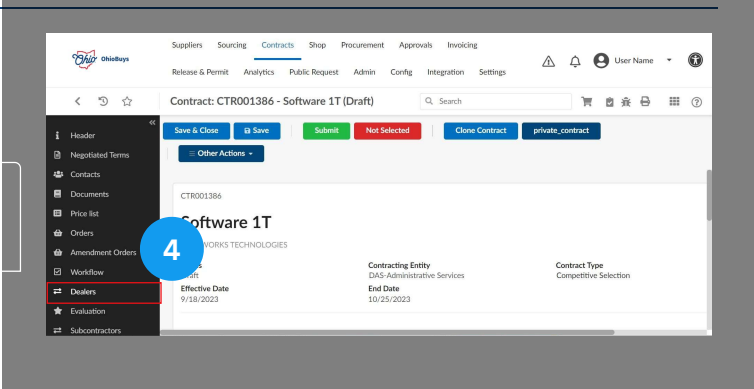 Suppliers Sourcing Contracts Shop Procurement Approvals Invoicing
Ohio OhioBuys
User Name
Release & Permit Analytics Public Request Admin Config Integration Settings
Contract: CTR001386 - Software 1T (Draft)
Search
Save & Close Save Submit Not Selected Clone Contract private_contract
Other Actions
Header
Negotiated Terms
Contacts
Documents
Price list
Orders
Amendment Orders
Workflow
Dealers
Evaluation
Subcontractors
4
CTR001386
Software 1T
WORKS TECHNOLOGIES
Contracting Entity Contract Type
Draft DAS-Administrative Services Competitive Selection
Effective Date End Date
9/18/2023 10/25/2023